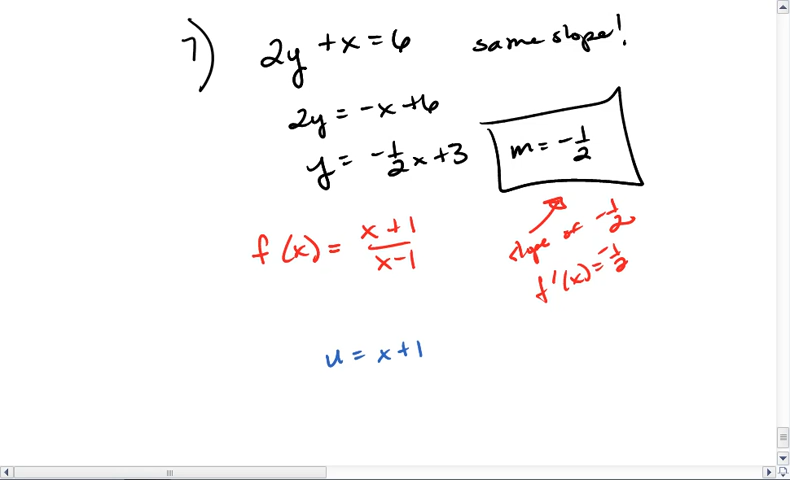 7) 2y + x = 6
same slope!
2y = -x + 6
y = -1/2 x + 3
m = -1/2
f(x) = (x + 1)/(x - 1)
slope of -1/2
f'(x) = -1/2
u = x + 1